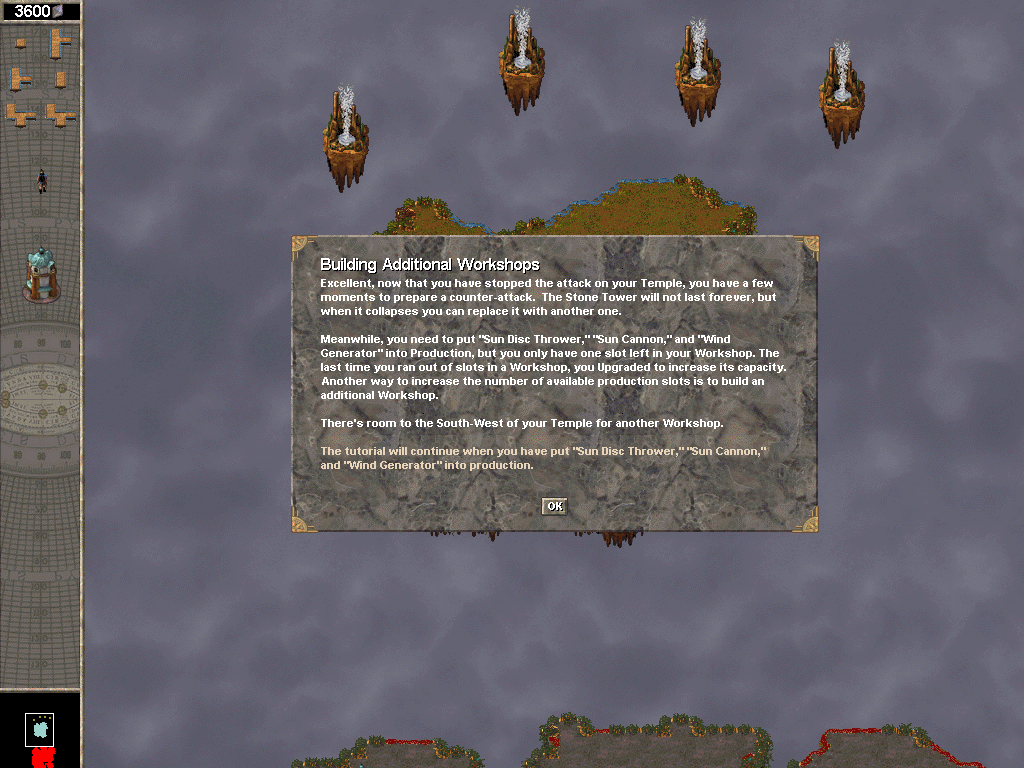 3600
Building Additional Workshops
Excellent, now that you have stopped the attack on your Temple, you have a few
moments to prepare a counter-attack. The Stone Tower will not last forever, but
when it collapses you can replace it with another one.
Meanwhile, you need to put "Sun Disc Thrower," "Sun Cannon," and "Wind
Generator" into Production, but you only have one slot left in your Workshop. The
last time you ran out of slots in a Workshop, you Upgraded to increase its capacity.
Another way to increase the number of available production slots is to build an
additional Workshop.
There's room to the South-West of your Temple for another Workshop.
The tutorial will continue when you have put "Sun Disc Thrower," "Sun Cannon,"
and "Wind Generator" into production.
OK